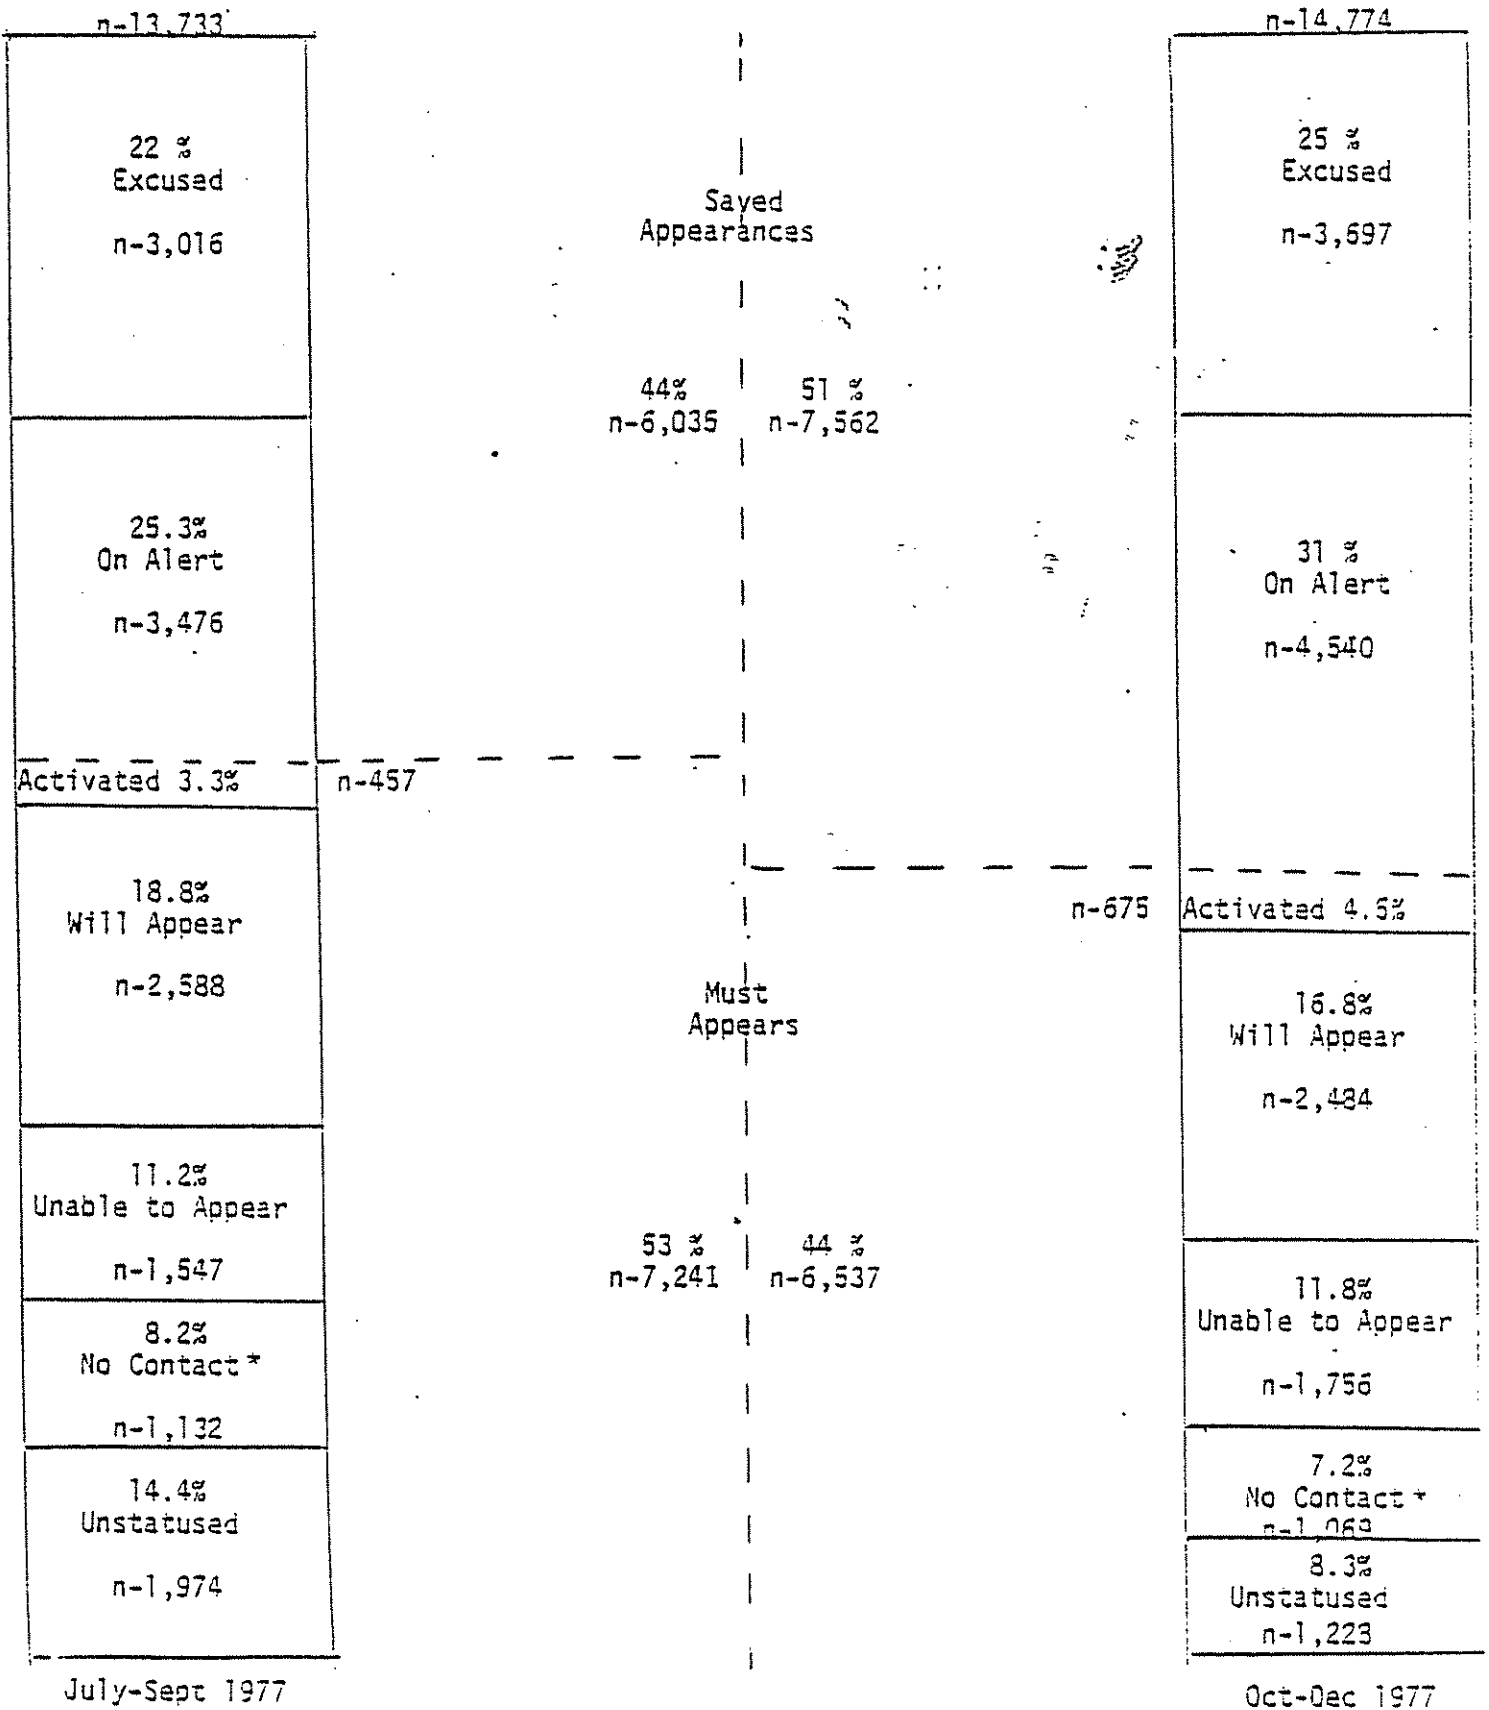 n-13,733
22 %
Excused
n-3,016
25.3%
On Alert
n-3,476
Activated 3.3%
n-457
18.8%
Will Appear
n-2,588
11.2%
Unable to Appear
n-1,547
8.2%
No Contact*
n-1,132
14.4%
Unstatused
n-1,974
July-Sept 1977
Saved
Appearances
44%
n-6,035
51 %
n-7,562
Must
Appears
53 %
n-7,241
44 %
n-6,537
n-14,774
25 %
Excused
n-3,697
31 %
On Alert
n-4,540
n-675
Activated 4.5%
16.8%
Will Appear
n-2,484
11.8%
Unable to Appear
n-1,756
7.2%
No Contact*
n-1,069
8.3%
Unstatused
n-1,223
Oct-Dec 1977